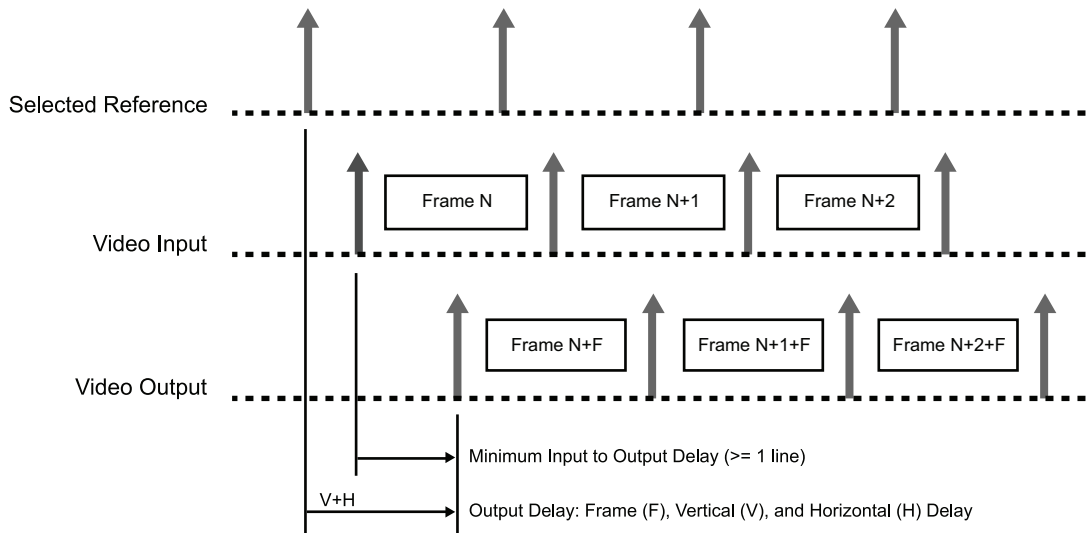 Selected Reference
Frame N
Frame N+1
Frame N+2
Video Input
Frame N+F
Frame N+1+F
Frame N+2+F
Video Output
Minimum Input to Output Delay (>= 1 line)
V+H
Output Delay: Frame (F), Vertical (V), and Horizontal (H) Delay